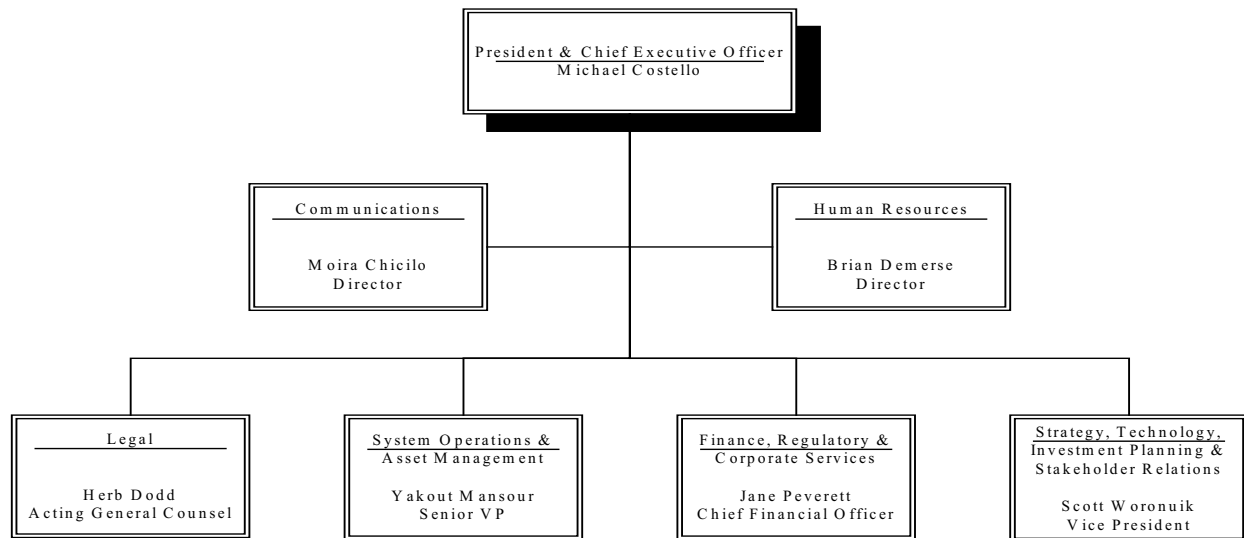 President & Chief Executive Officer
Michael Costello
Communications
Moira Chicilo
Director
Human Resources
Brian Demerse
Director
Legal
Herb Dodd
Acting General Counsel
System Operations &
Asset Management
Yakout Mansour
Senior VP
Finance, Regulatory &
Corporate Services
Jane Peverett
Chief Financial Officer
Strategy, Technology,
Investment Planning &
Stakeholder Relations
Scott Woronuik
Vice President